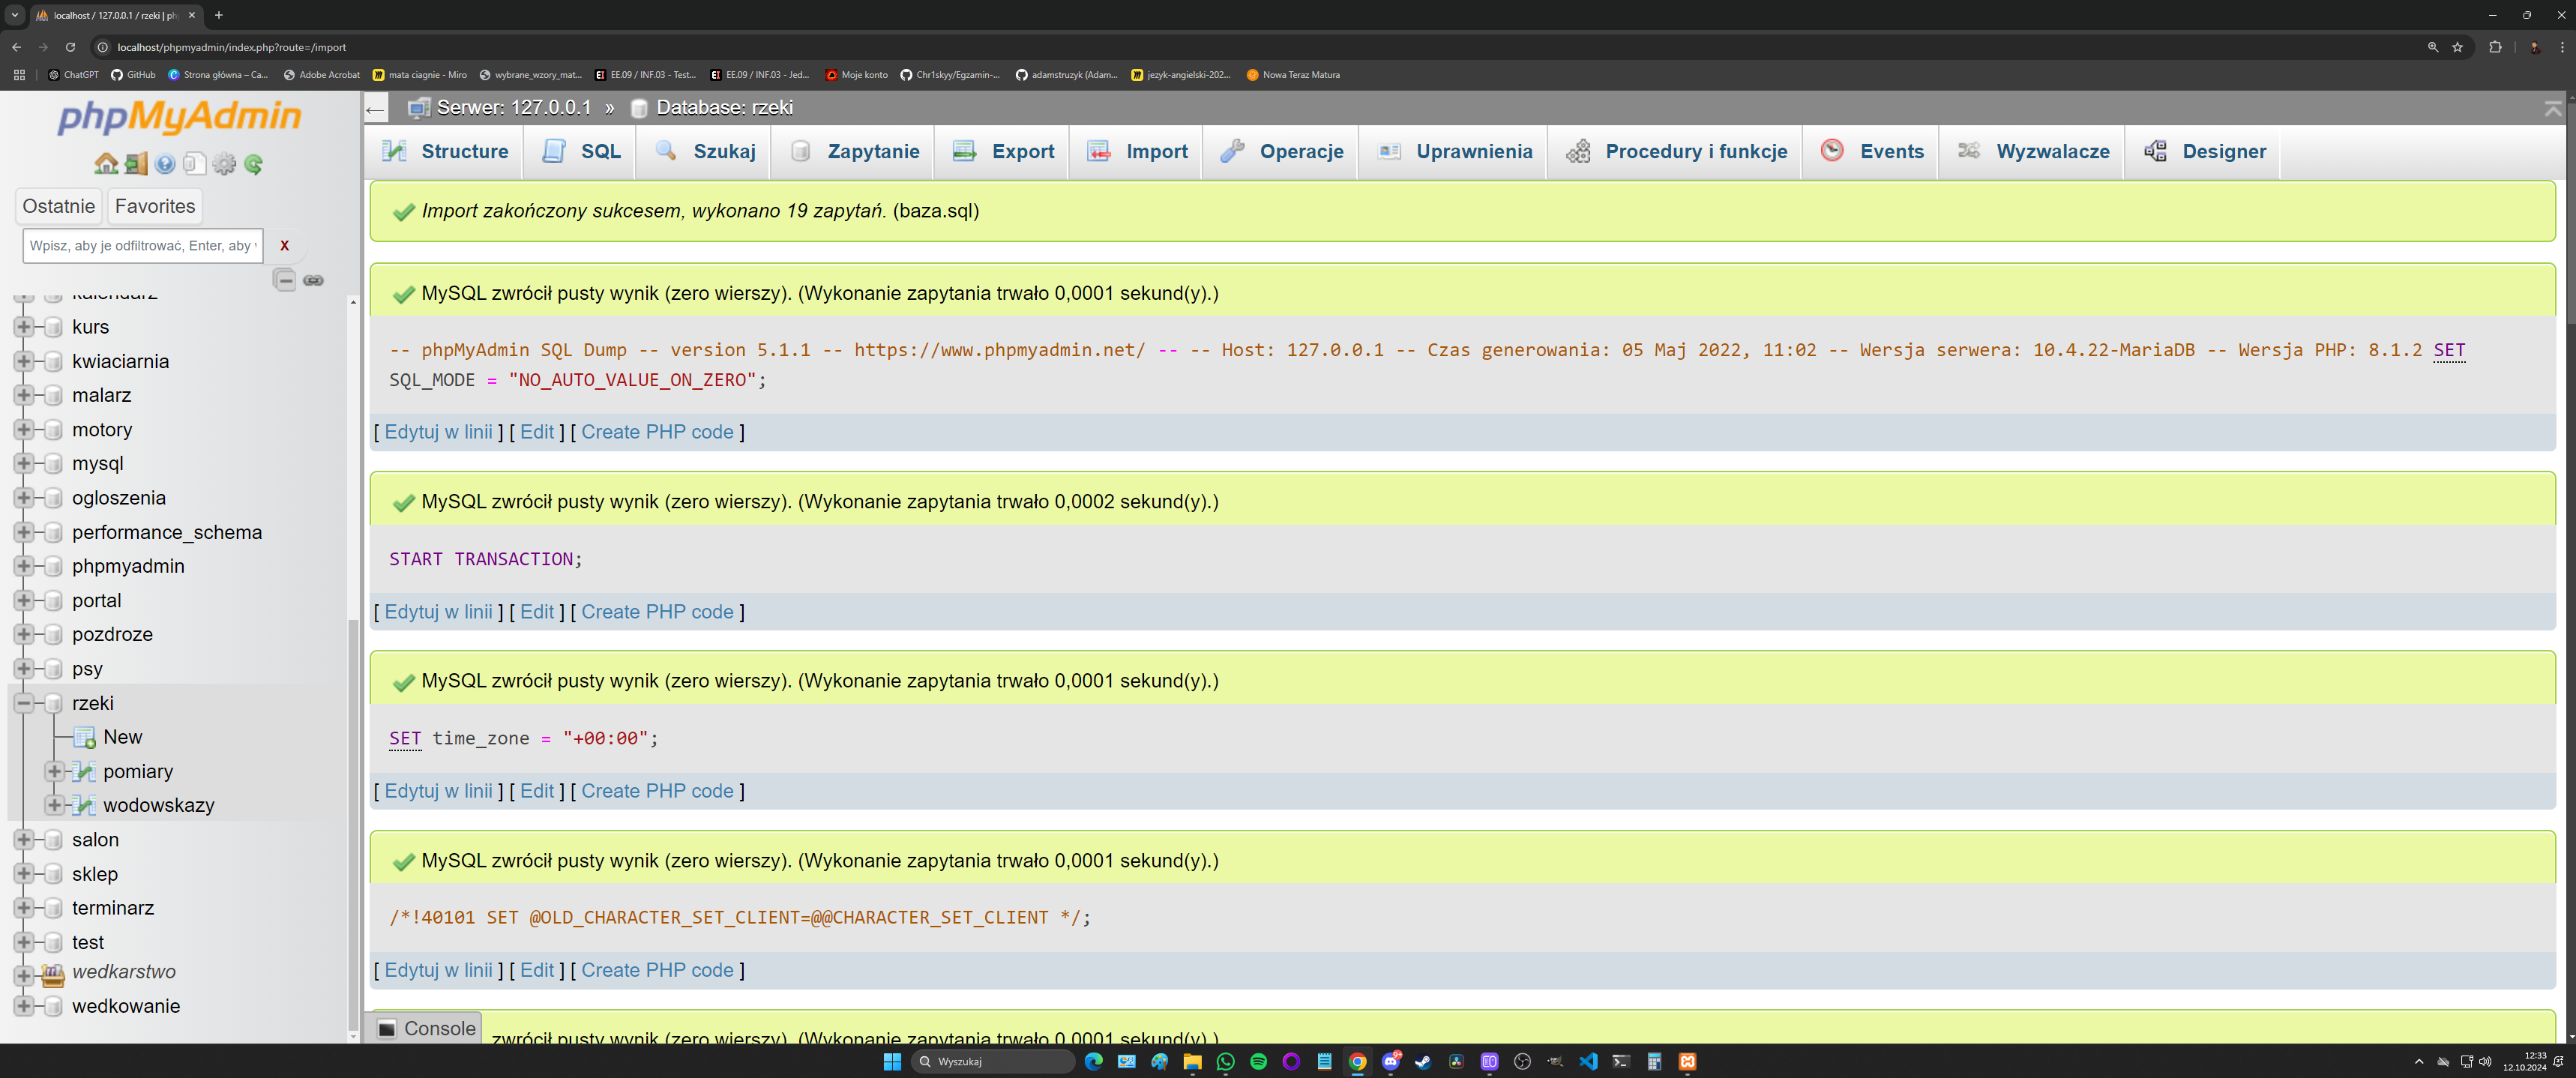 localhost / 127.0.0.1 / rzeki | ph
localhost/phpmyadmin/index.php?route=/import
ChatGPT
GitHub
Strona główna – Ca...
Adobe Acrobat
mata ciagnie - Miro
wybrane_wzory_mat...
EE.09 / INF.03 - Test...
EE.09 / INF.03 - Jed...
Moje konto
Chr1skyy/Egzamin-...
adamstruzyk (Adam...
jezyk-angielski-202...
Nowa Teraz Matura
phpMyAdmin
Ostatnie
Favorites
Wpisz, aby je odfiltrować, Enter, aby
X
kalendarz
kurs
kwiaciarnia
malarz
motory
mysql
ogloszenia
performance_schema
phpmyadmin
portal
pozdroze
psy
rzeki
New
pomiary
wodowskazy
salon
sklep
terminarz
test
wedkarstwo
wedkowanie
Serwer: 127.0.0.1 » Database: rzeki
Structure
SQL
Szukaj
Zapytanie
Export
Import
Operacje
Uprawnienia
Procedury i funkcje
Events
Wyzwalacze
Designer
Import zakończony sukcesem, wykonano 19 zapytań. (baza.sql)
MySQL zwrócił pusty wynik (zero wierszy). (Wykonanie zapytania trwało 0,0001 sekund(y).)
-- phpMyAdmin SQL Dump -- version 5.1.1 -- https://www.phpmyadmin.net/ -- -- Host: 127.0.0.1 -- Czas generowania: 05 Maj 2022, 11:02 -- Wersja serwera: 10.4.22-MariaDB -- Wersja PHP: 8.1.2 SET
SQL_MODE = "NO_AUTO_VALUE_ON_ZERO";
[ Edytuj w linii ] [ Edit ] [ Create PHP code ]
MySQL zwrócił pusty wynik (zero wierszy). (Wykonanie zapytania trwało 0,0002 sekund(y).)
START TRANSACTION;
[ Edytuj w linii ] [ Edit ] [ Create PHP code ]
MySQL zwrócił pusty wynik (zero wierszy). (Wykonanie zapytania trwało 0,0001 sekund(y).)
SET time_zone = "+00:00";
[ Edytuj w linii ] [ Edit ] [ Create PHP code ]
MySQL zwrócił pusty wynik (zero wierszy). (Wykonanie zapytania trwało 0,0001 sekund(y).)
/*!40101 SET @OLD_CHARACTER_SET_CLIENT=@@CHARACTER_SET_CLIENT */;
[ Edytuj w linii ] [ Edit ] [ Create PHP code ]
zwrócił pusty wynik (zero wierszy). (Wykonanie zapytania trwało 0,0001 sekund(y).)
Console
Wyszukaj
12:33
12.10.2024